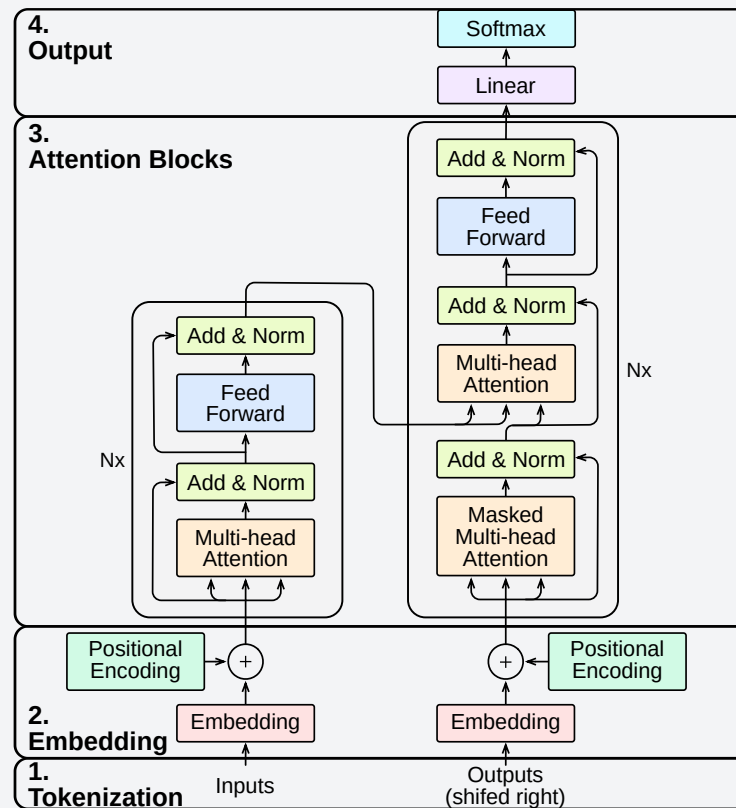 4.
Output
Softmax
Linear
3.
Attention Blocks
Add & Norm
Feed
Forward
Add & Norm
Multi-head
Attention
Nx
Add & Norm
Masked
Multi-head
Attention
Add & Norm
Feed
Forward
Nx
Add & Norm
Multi-head
Attention
Positional
Encoding
+
+
Positional
Encoding
2.
Embedding
Embedding
Embedding
1.
Tokenization
Inputs
Outputs
(shifed right)